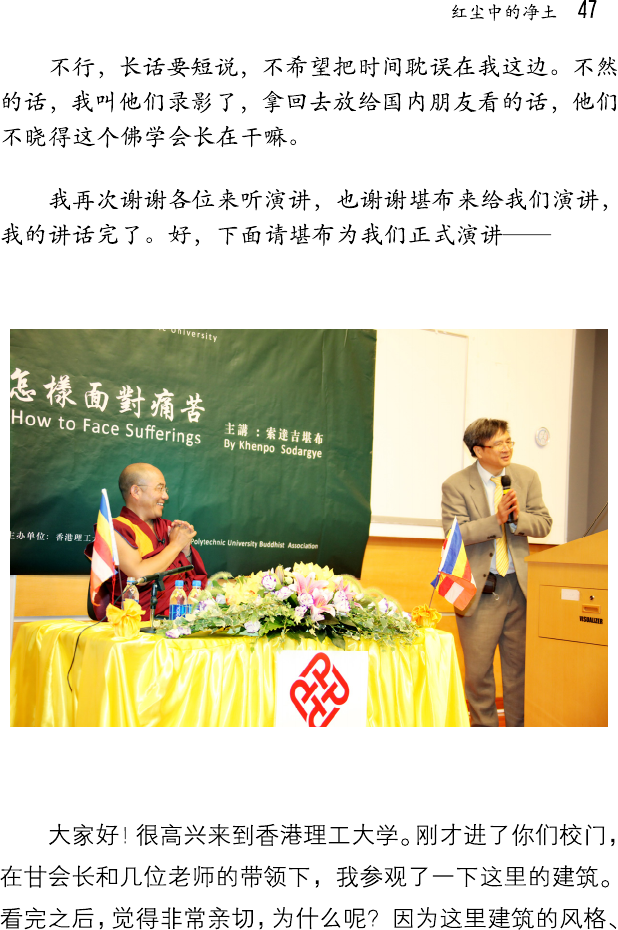 红尘中的净土 47
不行，长话要短说，不希望把时间耽误在我这边。不然
的话，我叫他们录影了，拿回去放给国内朋友看的话，他们
不晓得这个佛学会长在干嘛。
我再次谢谢各位来听演讲，也谢谢堪布来给我们演讲，
我的讲话完了。好，下面请堪布为我们正式演讲——
University
怎樣面對痛苦
How to Face Sufferings
主講：索達吉堪布
By Khenpo Sodargye
主办单位：香港理工
Polytechnic University Buddhist Association
VISUALIZER
大家好！很高兴来到香港理工大学。刚才进了你们校门，
在甘会长和几位老师的带领下，我参观了一下这里的建筑。
看完之后，觉得非常亲切，为什么呢？因为这里建筑的风格、